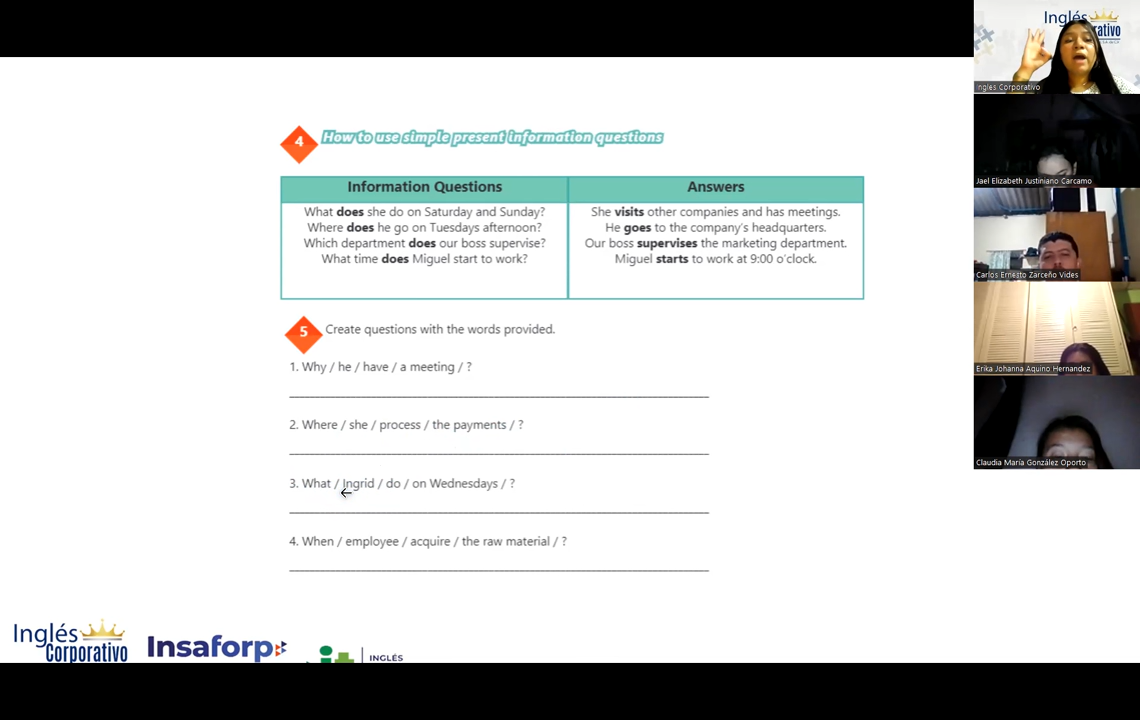 4 How to use simple present information questions
Information Questions
What does she do on Saturday and Sunday?
Where does he go on Tuesdays afternoon?
Which department does our boss supervise?
What time does Miguel start to work?
Answers
She visits other companies and has meetings.
He goes to the company's headquarters.
Our boss supervises the marketing department.
Miguel starts to work at 9:00 o'clock.
5 Create questions with the words provided.
1. Why / he / have / a meeting / ?
2. Where / she / process / the payments / ?
3. What / Ingrid / do / on Wednesdays / ?
4. When / employee / acquire / the raw material / ?
Inglés
Corporativo
Insaforp
it
INGLÉS
Inglés
rativo
Ingles Corporativo
Jael Elizabeth Justiniano Carcamo
Carlos Ernesto Zarceño Vides
Erika Johanna Aquino Hernandez
Claudia María González Oporto